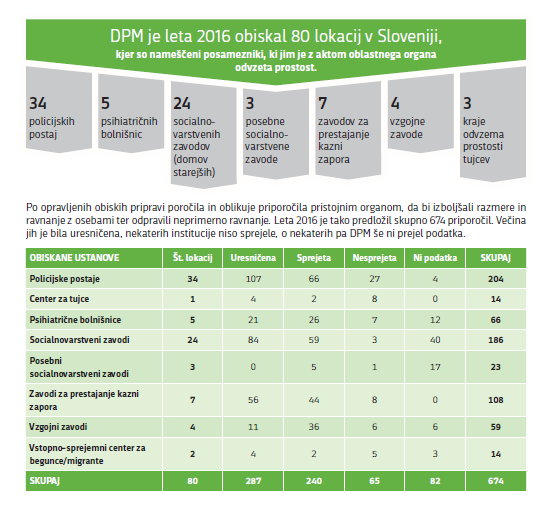 DPM je leta 2016 obiskal 80 lokacij v Sloveniji,
kjer so nameščeni posamezniki, ki jim je z aktom oblastnega organa
odvzeta prostost.
34
policijskih
postaj
5
psihiatričnih
bolnišnic
24
socialno-
varstvenih
zavodov
(domov
starejših)
3
posebne
socialno-
varstvene
zavode
7
zavodov za
prestajanje
kazni
zapora
4
vzgojne
zavode
3
kraje
odvzema
prostosti
tujcev
Po opravljenih obiskih pripravi poročila in oblikuje priporočila pristojnim organom, da bi izboljšali razmere in
ravnanje z osebami ter odpravili neprimerno ravnanje. Leta 2016 je tako predložil skupno 674 priporočil. Večina
jih je bila uresničena, nekaterih institucije niso sprejele, o nekaterih pa DPM še ni prejel podatka.
OBISKANE USTANOVE Št. lokacij Uresničena Sprejeta Nesprejeta Ni podatka SKUPAJ
Policijske postaje 34 107 66 27 4 204
Center za tujce 1 4 2 8 0 14
Psihiatrične bolnišnice 5 21 26 7 12 66
Socialnovarstveni zavodi 24 84 59 3 40 186
Posebni
socialnovarstveni zavodi 3 0 5 1 17 23
Zavodi za prestajanje kazni
zapora 7 56 44 8 0 108
Vzgojni zavodi 4 11 36 6 6 59
Vstopno-sprejemni center za
begunce/migrante 2 4 2 5 3 14
SKUPAJ 80 287 240 65 82 674